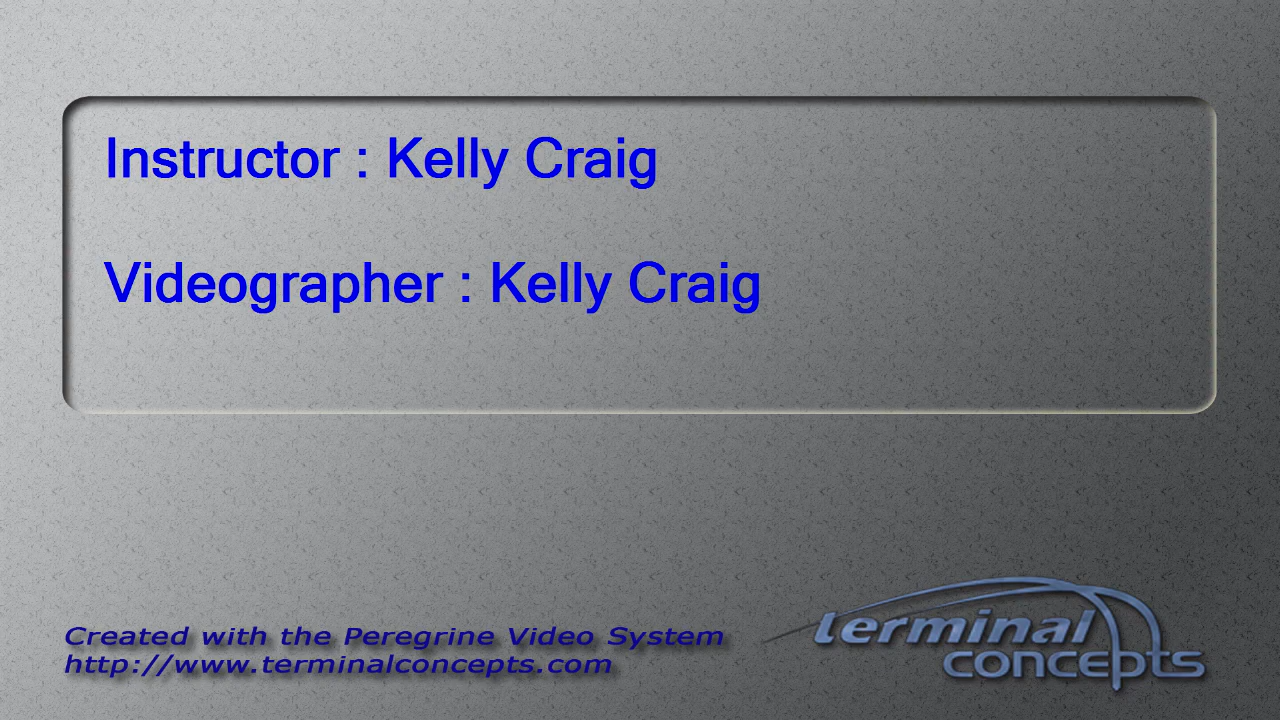 Instructor : Kelly Craig
Videographer : Kelly Craig
Created with the Peregrine Video System
http://www.terminalconcepts.com
terminal
concepts